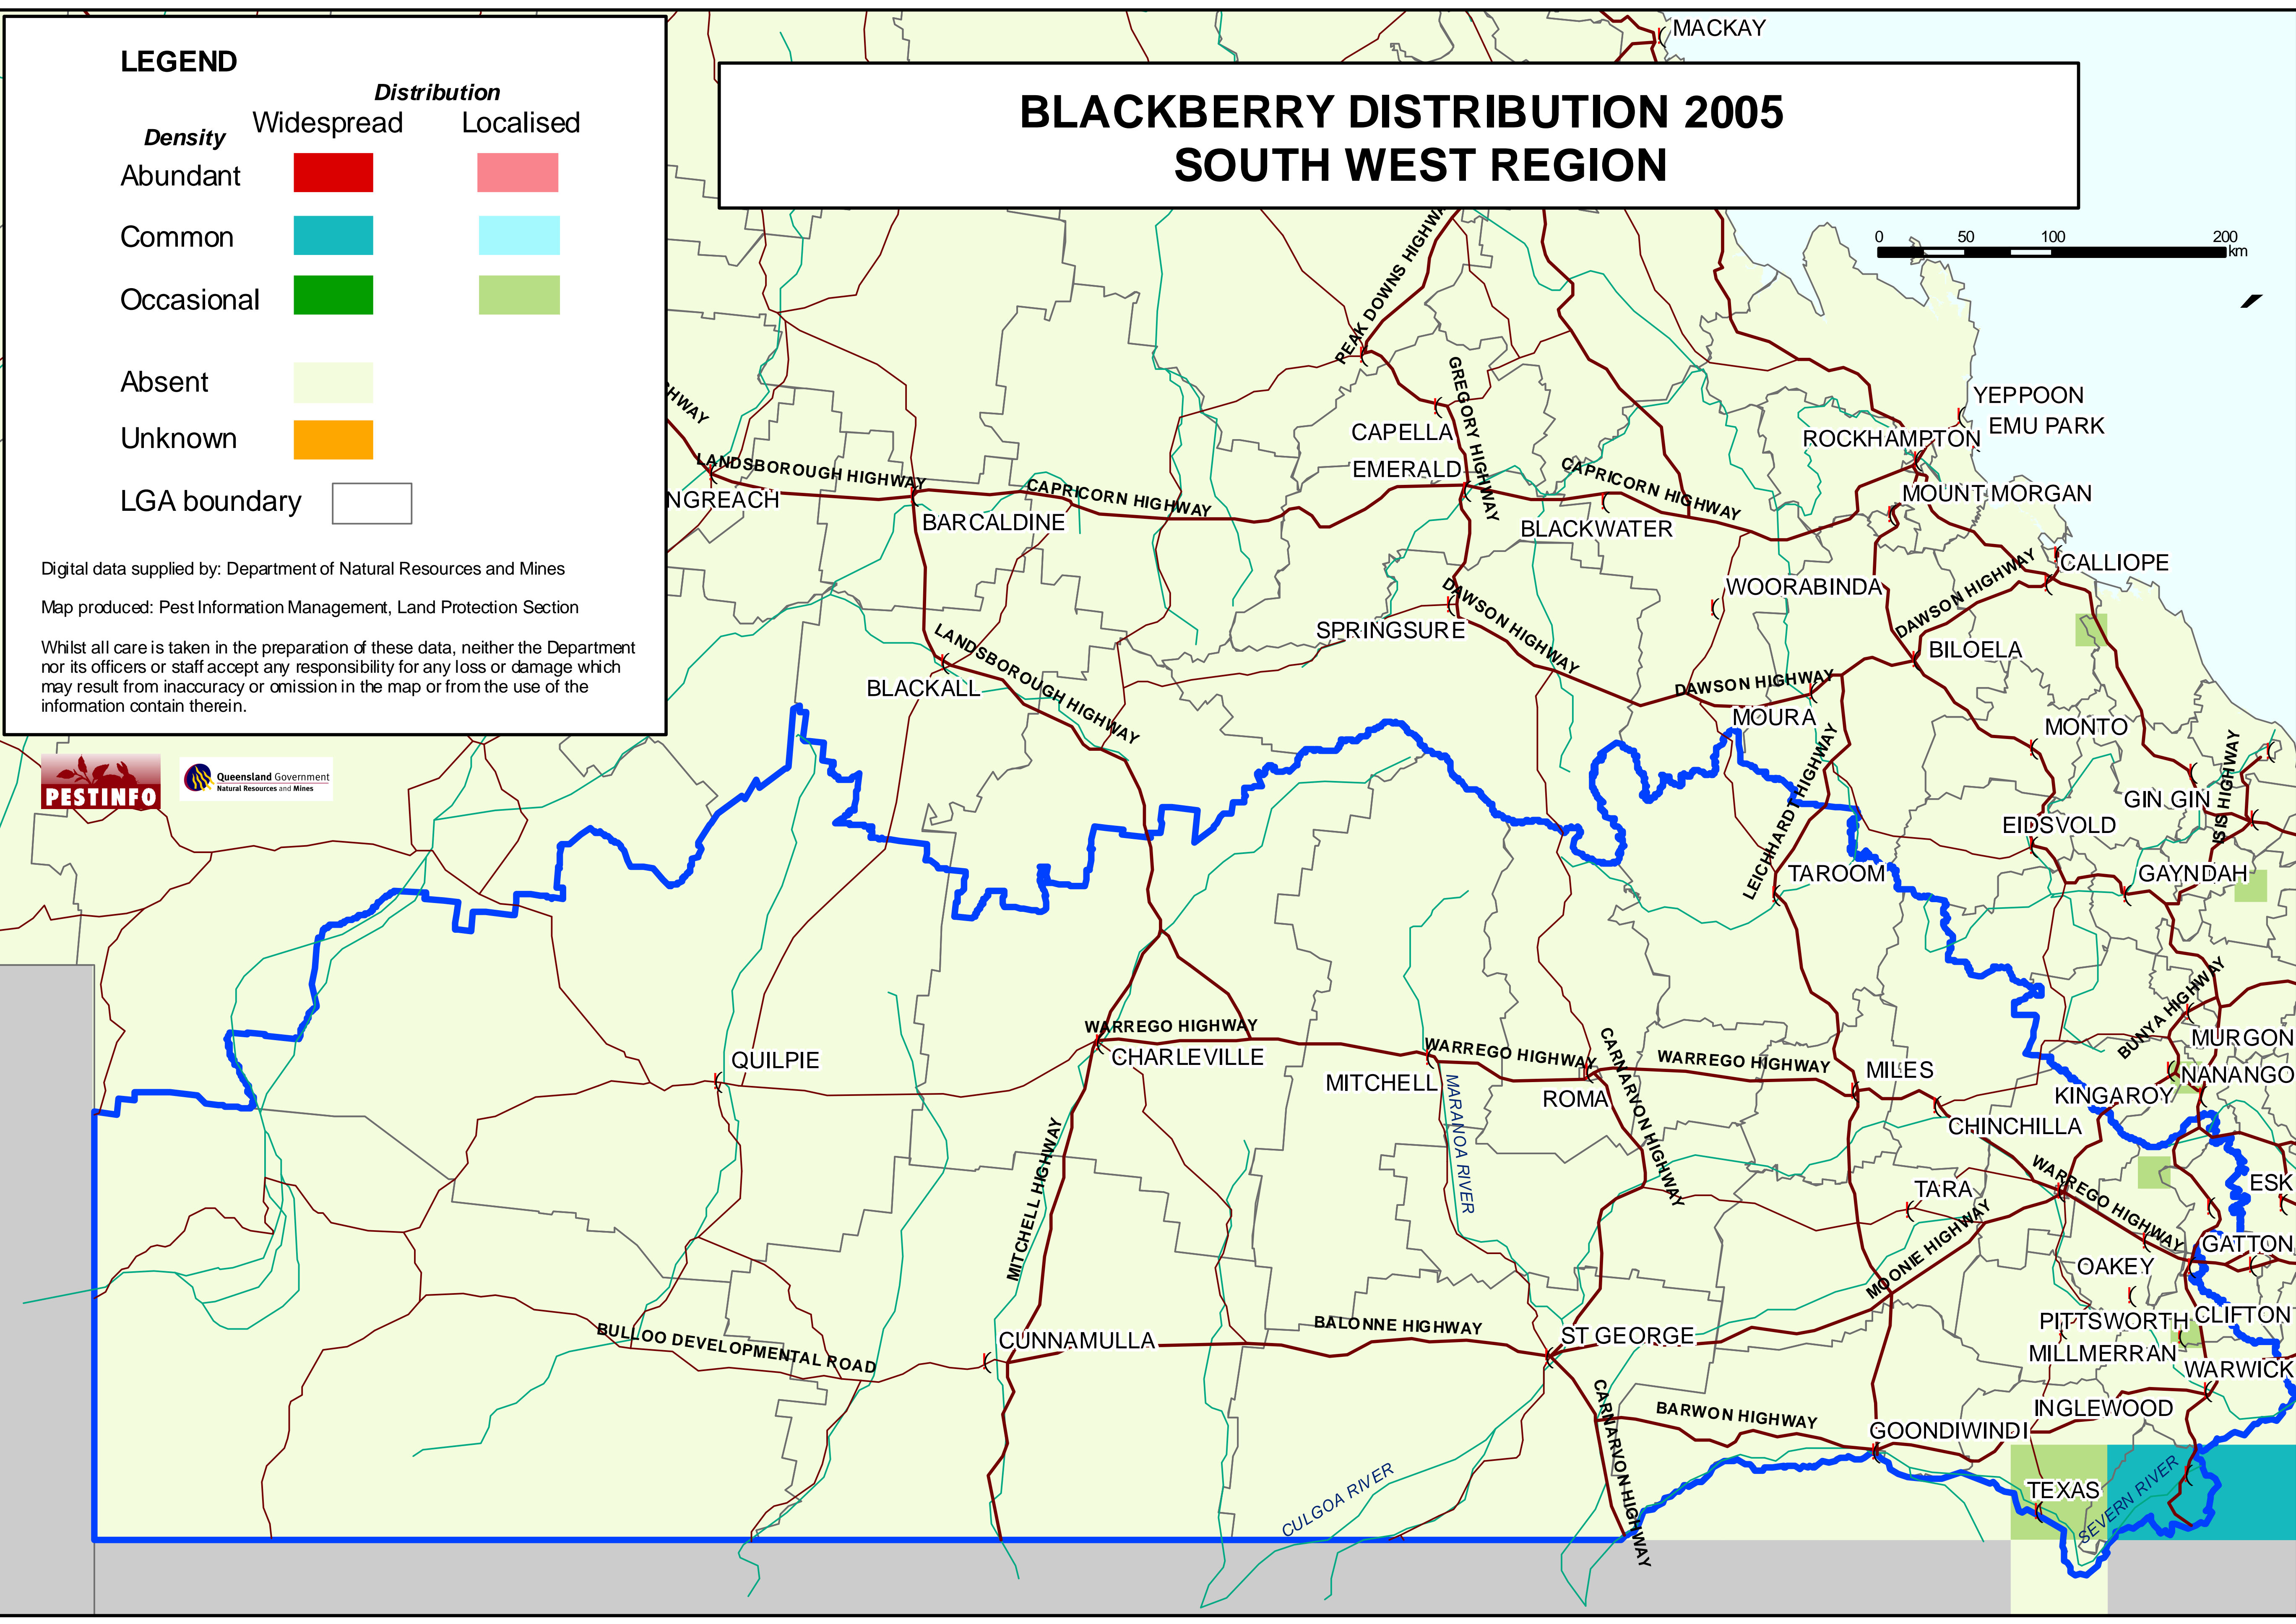 LEGEND
Distribution
Density
Widespread
Localised
Abundant
Common
Occasional
Absent
Unknown
LGA boundary
Digital data supplied by: Department of Natural Resources and Mines
Map produced: Pest Information Management, Land Protection Section
Whilst all care is taken in the preparation of these data, neither the Department
nor its officers or staff accept any responsibility for any loss or damage which
may result from inaccuracy or omission in the map or from the use of the
information contain therein.
PESTINFO
Queensland Government
Natural Resources and Mines
BLACKBERRY DISTRIBUTION 2005
SOUTH WEST REGION
MACKAY
0 50 100 200
km
PEAK DOWNS HIGHWA
GREGORY HIGHWAY
YEPPOON
EMU PARK
ROCKHAMPTON
CAPELLA
EMERALD
HWAY
LANDSBOROUGH HIGHWAY
CAPRICORN HIGHWAY
CAPRICORN HIGHWAY
NGREACH
BARCALDINE
BLACKWATER
MOUNT MORGAN
CALLIOPE
WOORABINDA
DAWSON HIGHWAY
DAWSON HIGHWAY
SPRINGSURE
BILOELA
LANDSBOROUGH HIGHWAY
BLACKALL
DAWSON HIGHWAY
MOURA
MONTO
LEICHHARDT HIGHWAY
ISIS HIGHWAY
GIN GIN
EIDSVOLD
TAROOM
GAYNDAH
BUNYA HIGHWAY
WARREGO HIGHWAY
WARREGO HIGHWAY
WARREGO HIGHWAY
CARNARVON HIGHWAY
MURGON
QUILPIE
CHARLEVILLE
MITCHELL
ROMA
MILES
NANANGO
KINGAROY
MARANOA RIVER
CHINCHILLA
MITCHELL HIGHWAY
WARREGO HIGHWAY
TARA
ESK
MOONIE HIGHWAY
GATTON
OAKEY
PITTSWORTH
CLIFTON
BULLOO DEVELOPMENTAL ROAD
CUNNAMULLA
BALONNE HIGHWAY
ST GEORGE
MILLMERRAN
WARWICK
CARNARVON HIGHWAY
BARWON HIGHWAY
INGLEWOOD
GOONDIWINDI
CULGOA RIVER
TEXAS
SEVERN RIVER